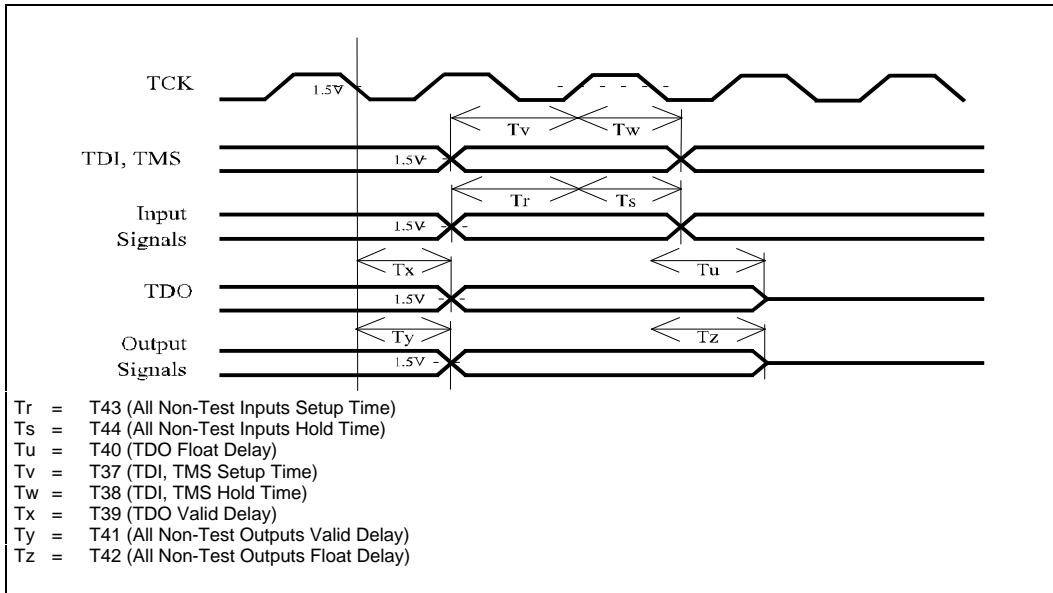 TCK
1.5V
Tv Tw
TDI, TMS
1.5V
Tr Ts
Input
Signals
1.5V
Tx Tu
TDO
1.5V
Ty Tz
Output
Signals
1.5V
Tr = T43 (All Non-Test Inputs Setup Time)
Ts = T44 (All Non-Test Inputs Hold Time)
Tu = T40 (TDO Float Delay)
Tv = T37 (TDI, TMS Setup Time)
Tw = T38 (TDI, TMS Hold Time)
Tx = T39 (TDO Valid Delay)
Ty = T41 (All Non-Test Outputs Valid Delay)
Tz = T42 (All Non-Test Outputs Float Delay)